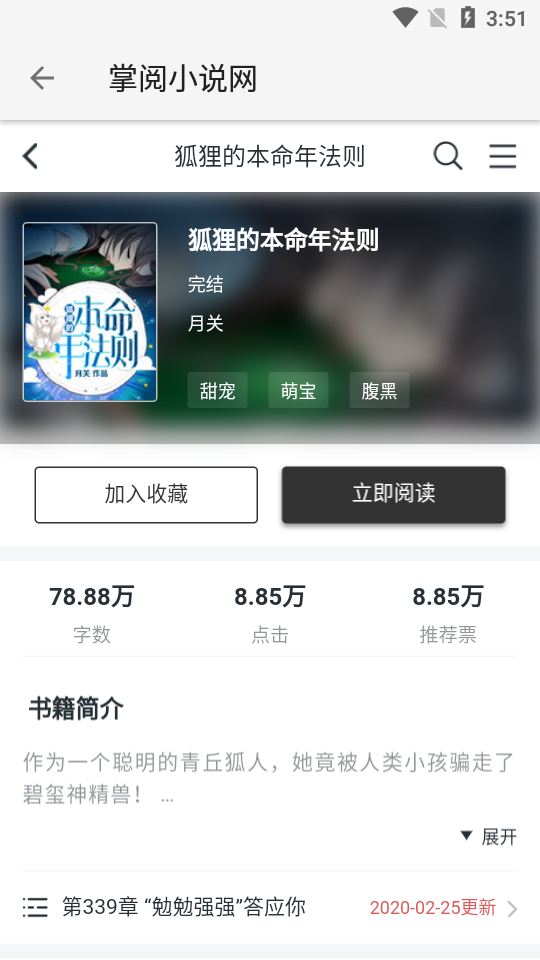 3:51
掌阅小说网
狐狸的本命年法则
狐狸的本命年法则
完结
月关
甜宠 萌宝 腹黑
狐狸的
本命
年法则
月关 作品
加入收藏 立即阅读
78.88万 8.85万 8.85万
字数 点击 推荐票
书籍简介
作为一个聪明的青丘狐人，她竟被人类小孩骗走了
碧玺神精兽！ ...
▼ 展开
第339章 “勉勉强强”答应你 2020-02-25更新